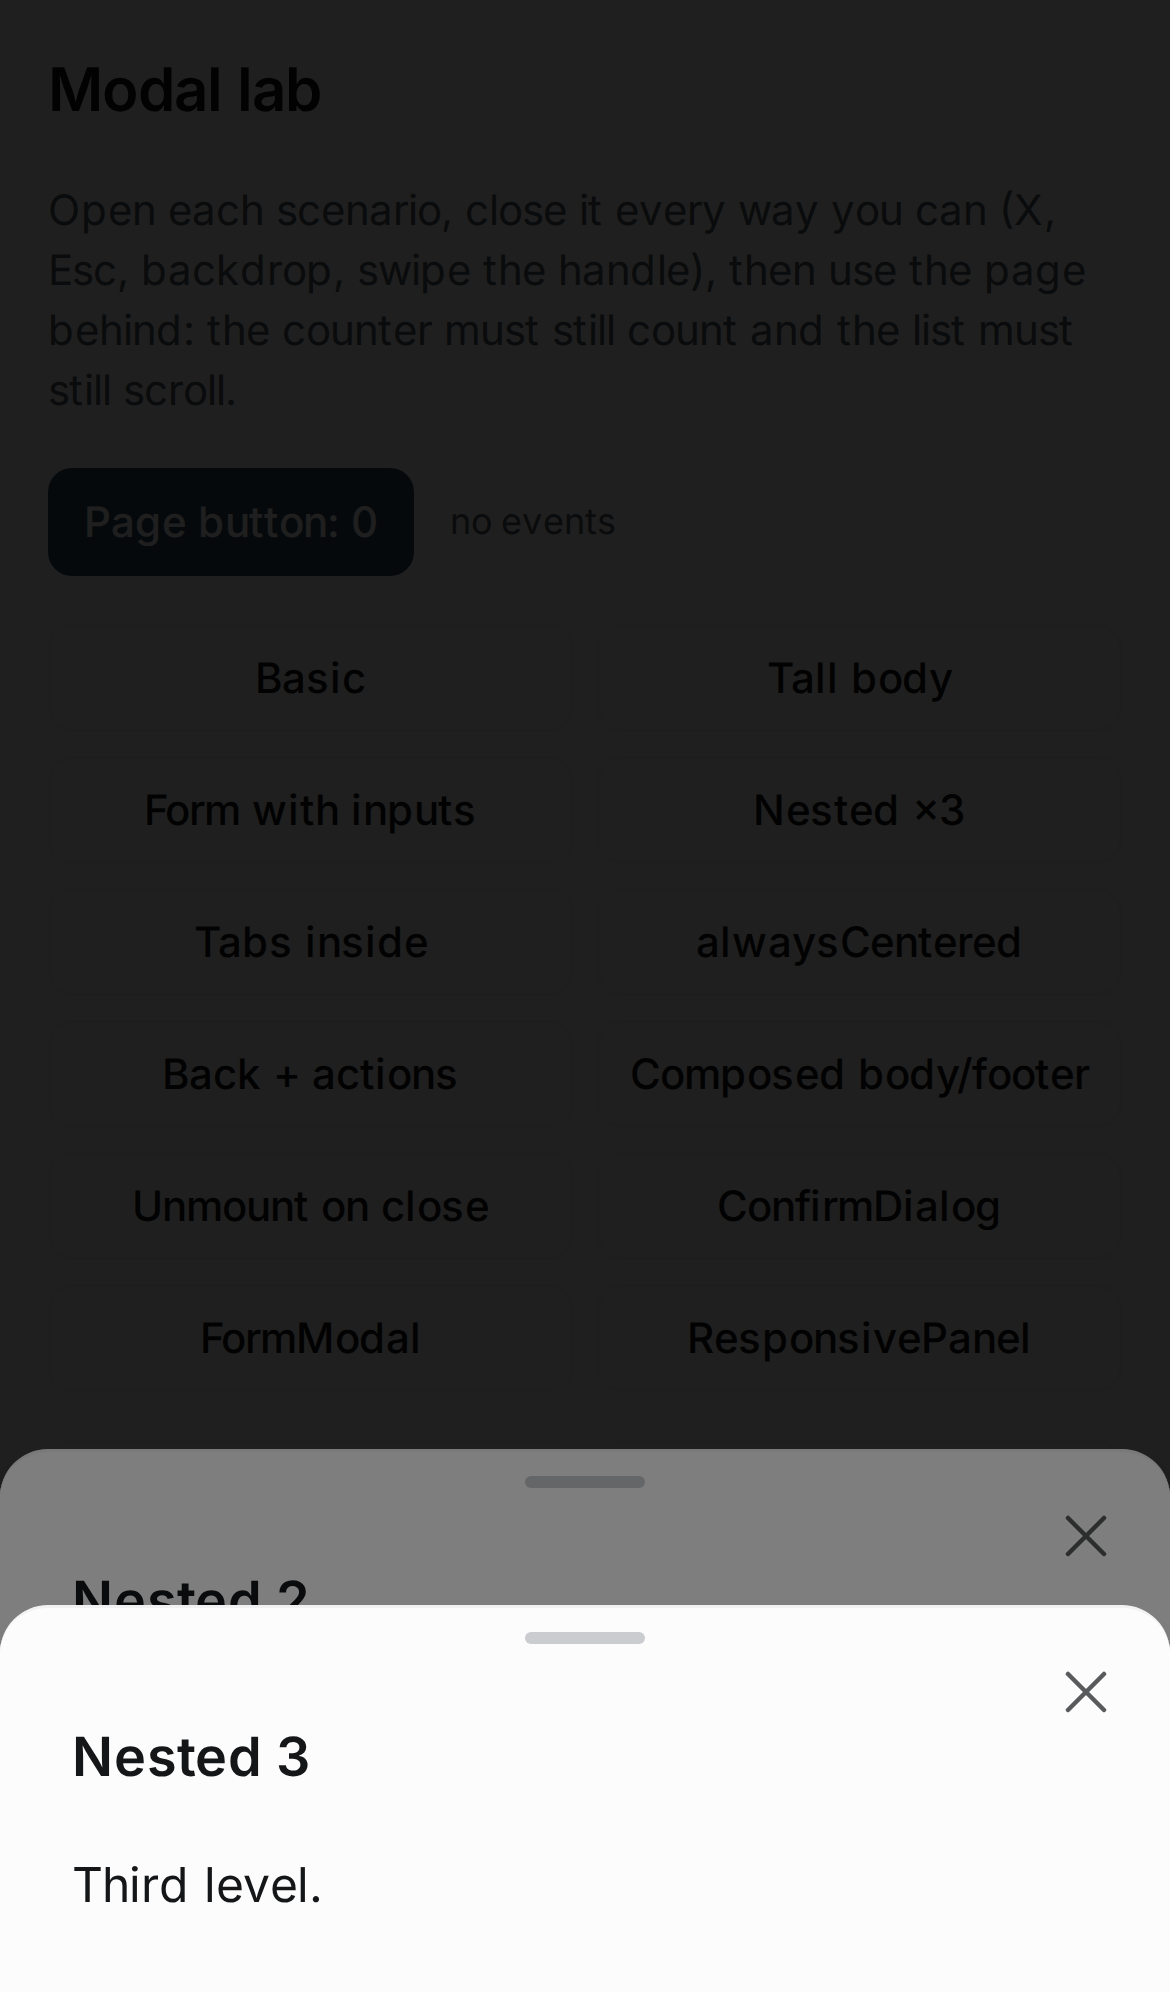 Modal lab
Open each scenario, close it every way you can (X,
Esc, backdrop, swipe the handle), then use the page
behind: the counter must still count and the list must
still scroll.
Page button: 0 no events
Basic Tall body
Form with inputs Nested ×3
Tabs inside alwaysCentered
Back + actions Composed body/footer
Unmount on close ConfirmDialog
FormModal ResponsivePanel
Nested 2
Nested 3
Third level.